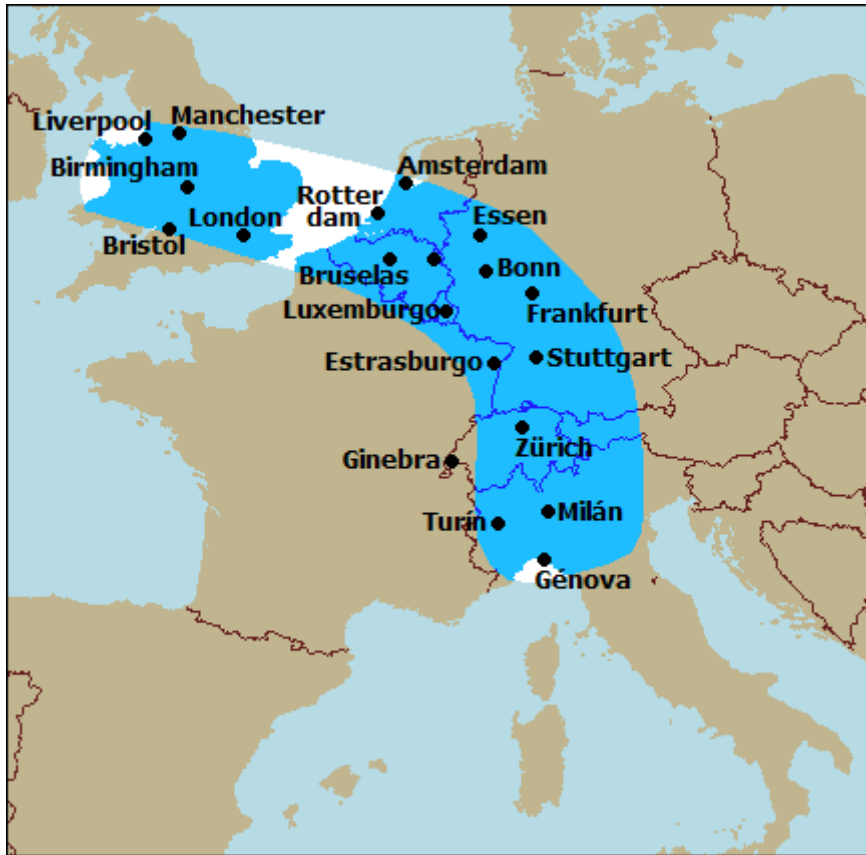 Manchester
Liverpool
Birmingham
Amsterdam
Rotter
dam
London
Essen
Bristol
Bruselas
Bonn
Luxemburgo
Frankfurt
Estrasburgo
Stuttgart
Zürich
Ginebra
Turín
Milán
Génova